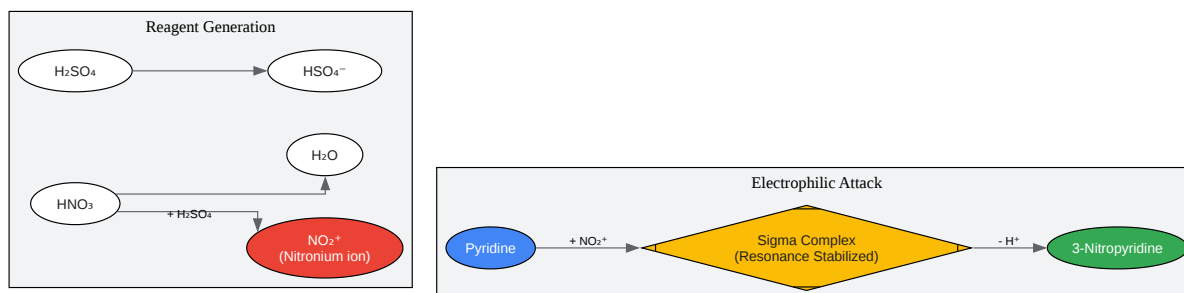 Reagent Generation
H₂SO₄
HSO₄⁻
H₂O
HNO₃
+ H₂SO₄
NO₂⁺
(Nitronium ion)
Electrophilic Attack
Pyridine
+ NO₂⁺
Sigma Complex
(Resonance Stabilized)
- H⁺
3-Nitropyridine